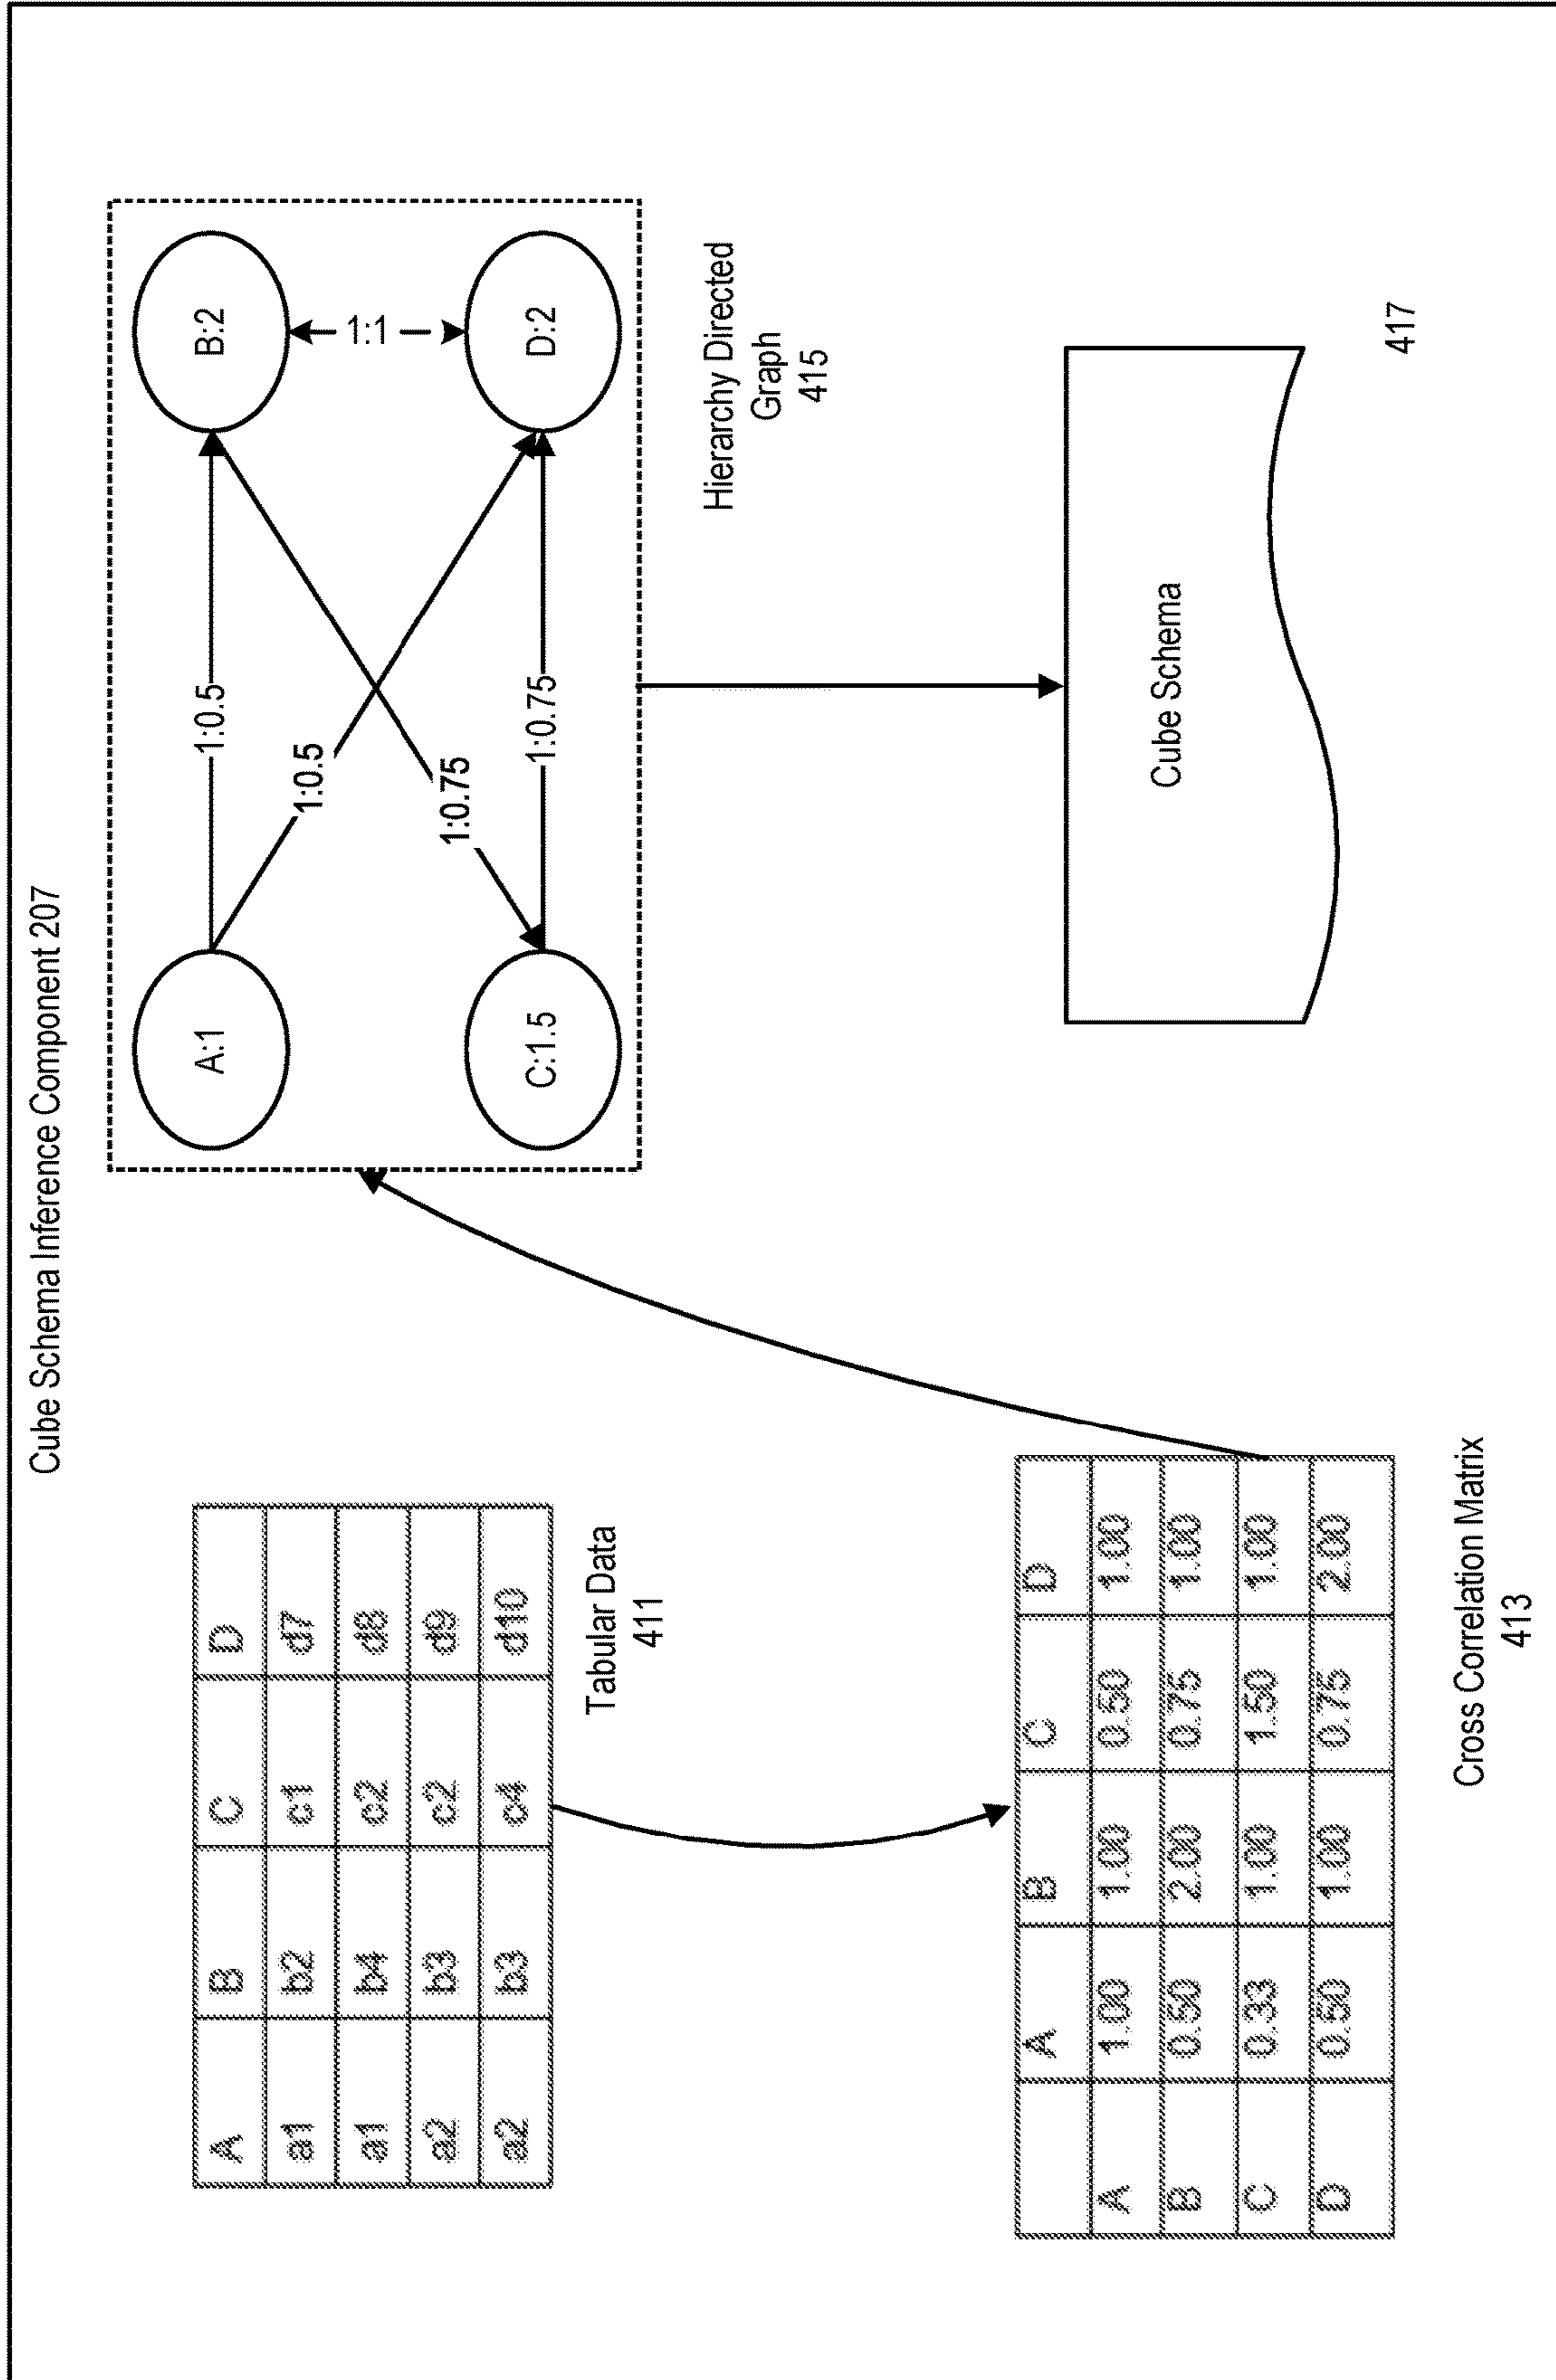 Cube Schema Inference Component 207
A B C D
a1 b2 c1 d7
a1 b4 c2 d8
a2 b3 c2 d9
a2 b3 c4 d10
Tabular Data
411
A B C D
A 1.00 1.00 0.50 1.00
B 0.50 2.00 0.75 1.00
C 0.33 1.00 1.50 1.00
D 0.50 1.00 0.75 2.00
Cross Correlation Matrix
413
A:1
1:0.5
B:2
1:0.5
1:1
1:0.75
C:1.5
1:0.75
D:2
Hierarchy Directed
Graph
415
Cube Schema
417